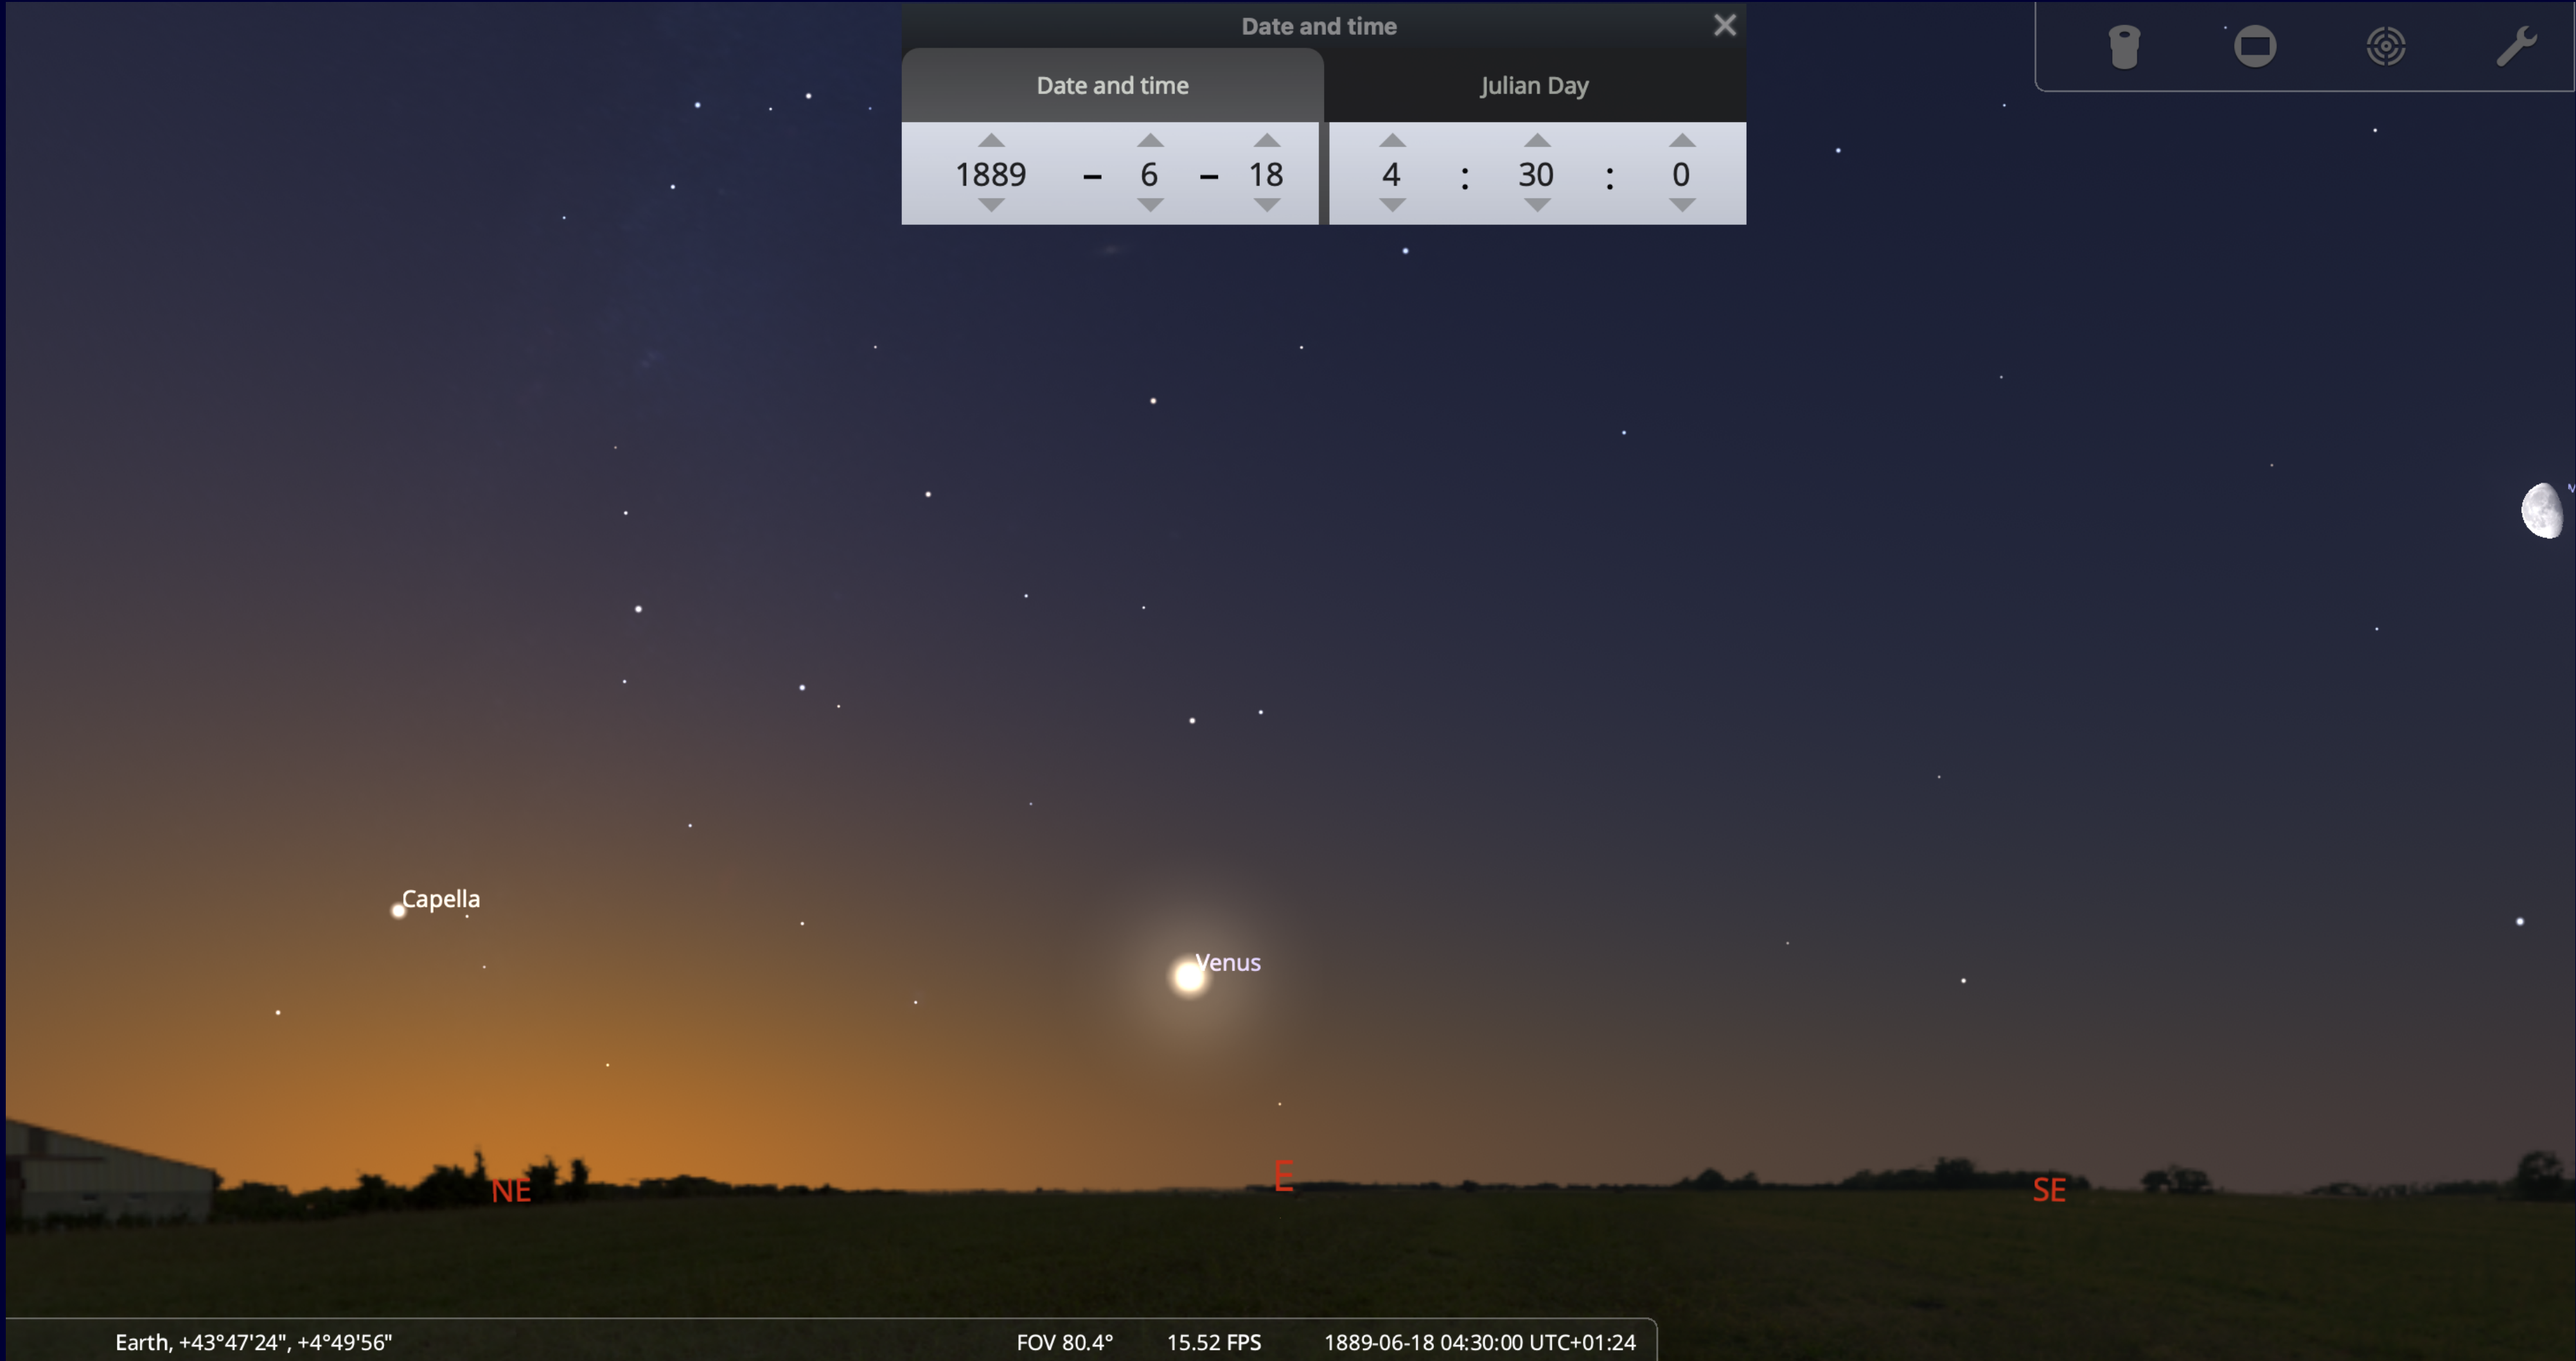 Date and time
Date and time
Julian Day
1889 – 6 – 18 4 : 30 : 0
Capella
Venus
NE
E
SE
Earth, +43°47'24", +4°49'56"
FOV 80.4°
15.52 FPS
1889-06-18 04:30:00 UTC+01:24